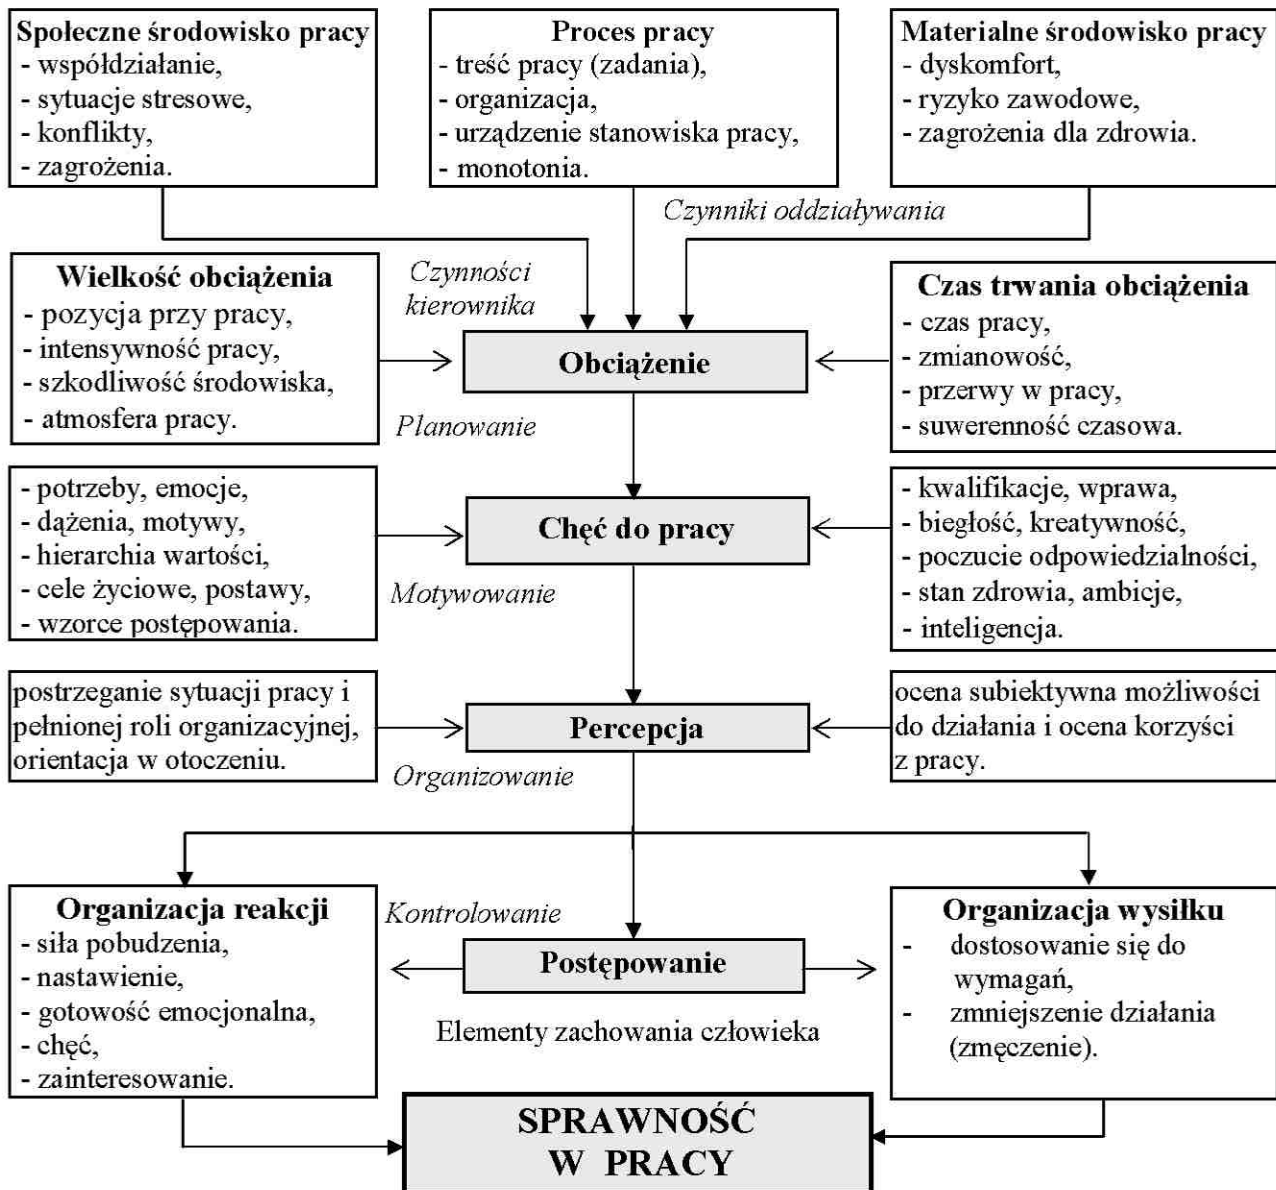 Społeczne środowisko pracy
- współdziałanie,
- sytuacje stresowe,
- konflikty,
- zagrożenia.
Proces pracy
- treść pracy (zadania),
- organizacja,
- urządzenie stanowiska pracy,
- monotonia.
Materialne środowisko pracy
- dyskomfort,
- ryzyko zawodowe,
- zagrożenia dla zdrowia.
Czynniki oddziaływania
Wielkość obciążenia
- pozycja przy pracy,
- intensywność pracy,
- szkodliwość środowiska,
- atmosfera pracy.
Czynności
kierownika
Obciążenie
Czas trwania obciążenia
- czas pracy,
- zmianowość,
- przerwy w pracy,
- suwerenność czasowa.
Planowanie
- potrzeby, emocje,
- dążenia, motywy,
- hierarchia wartości,
- cele życiowe, postawy,
- wzorce postępowania.
Chęć do pracy
- kwalifikacje, wprawa,
- biegłość, kreatywność,
- poczucie odpowiedzialności,
- stan zdrowia, ambicje,
- inteligencja.
Motywowanie
postrzeganie sytuacji pracy i
pełnionej roli organizacyjnej,
orientacja w otoczeniu.
Percepcja
ocena subiektywna możliwości
do działania i ocena korzyści
z pracy.
Organizowanie
Organizacja reakcji
- siła pobudzenia,
- nastawienie,
- gotowość emocjonalna,
- chęć,
- zainteresowanie.
Kontrolowanie
Postępowanie
Elementy zachowania człowieka
Organizacja wysiłku
- dostosowanie się do
wymagań,
- zmniejszenie działania
(zmęczenie).
SPRAWNOŚĆ
W PRACY